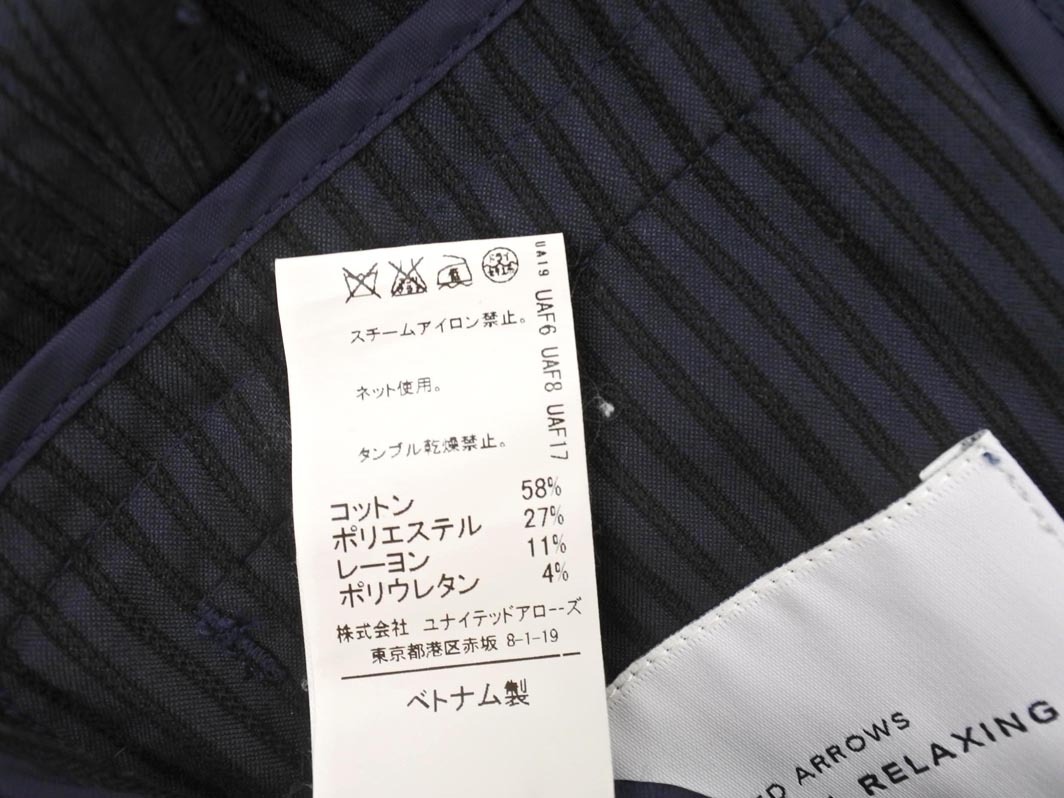 スチームアイロン禁止。
ネット使用。
タンブル乾燥禁止。
UA19 UAF6 UAF8 UAF17
コットン 58%
ポリエステル 27%
レーヨン 11%
ポリウレタン 4%
株式会社 ユナイテッドアローズ
東京都港区赤坂 8-1-19
ベトナム製
ARROWS
RELAXING